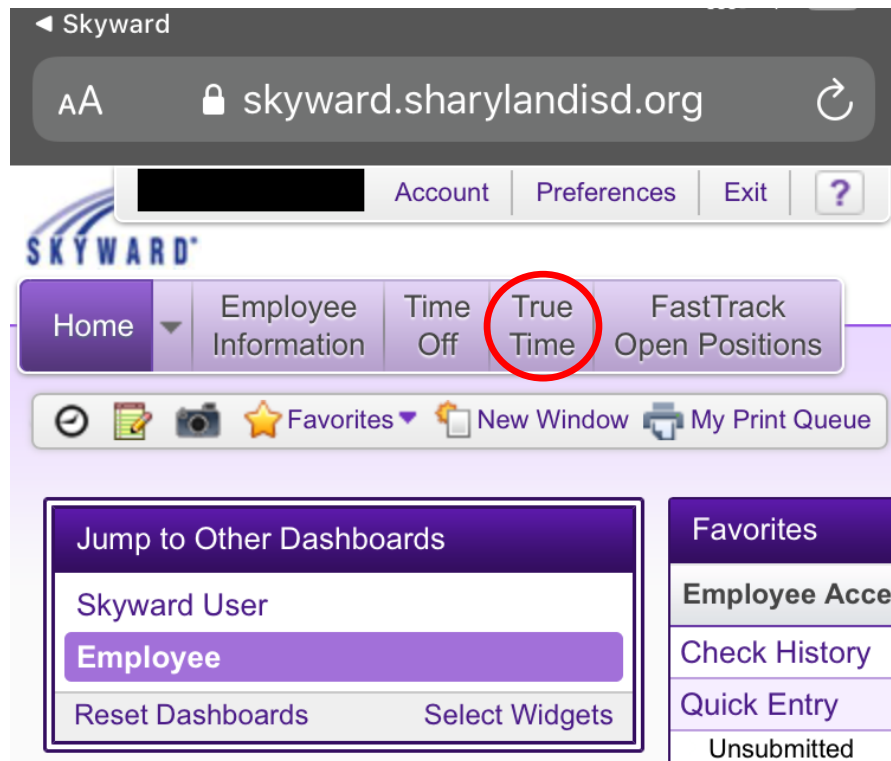 ◀ Skyward
AA skyward.sharylandisd.org
Account Preferences Exit ?
SKYWARD
Home Employee Information Time Off True Time FastTrack Open Positions
Favorites New Window My Print Queue
Jump to Other Dashboards
Skyward User
Employee
Reset Dashboards Select Widgets
Favorites
Employee Acce
Check History
Quick Entry
Unsubmitted